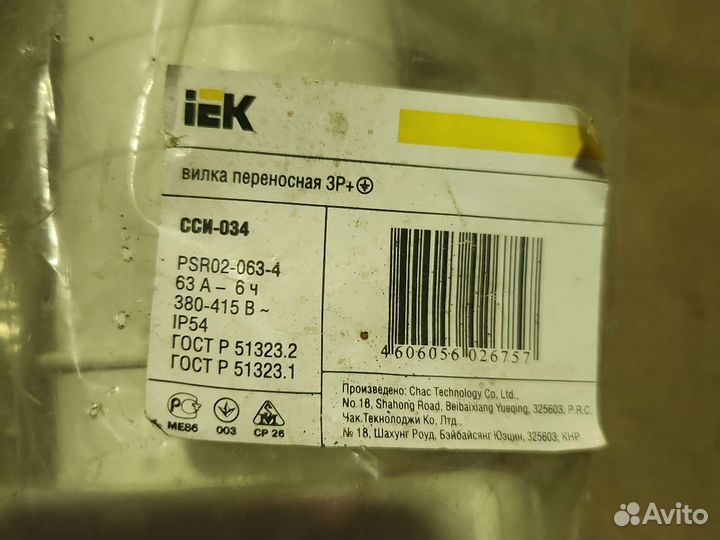 iEK
вилка переносная 3P+
ССИ-034
PSR02-063-4
63 А – 6 ч
380-415 В ~
IP54
ГОСТ Р 51323.2
ГОСТ Р 51323.1
4 606056 026757
МЕ86
003
СР 26
Произведено: Chac Technology Co, Ltd.,
No.18, Shahong Road, Beibaixiang Yueqing, 325603, P.R.C.
Чак.Текнолоджи Ко, Лтд.,
№ 18, Шахунг Роуд, Бэйбайсянг Юэцин, 325603, КНР
Avito